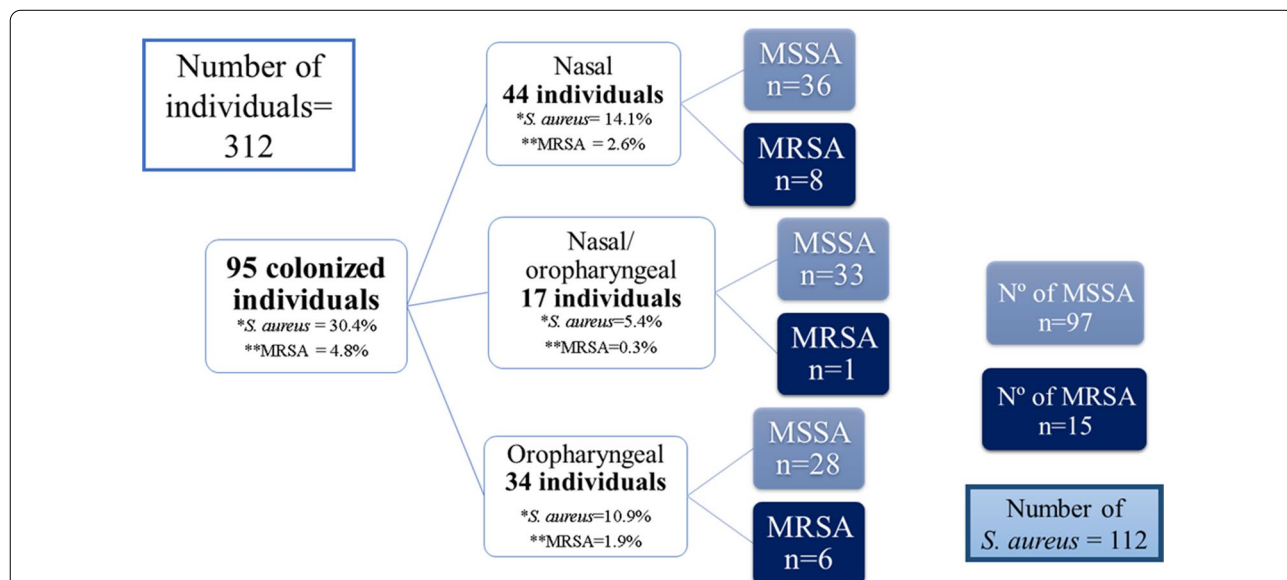 Number of
individuals=
312
95 colonized
individuals
*S. aureus = 30.4%
**MRSA = 4.8%
Nasal
44 individuals
*S. aureus= 14.1%
**MRSA = 2.6%
MSSA
n=36
MRSA
n=8
Nasal/
oropharyngeal
17 individuals
*S. aureus=5.4%
**MRSA=0.3%
MSSA
n=33
MRSA
n=1
Oropharyngeal
34 individuals
*S. aureus=10.9%
**MRSA=1.9%
MSSA
n=28
MRSA
n=6
Nº of MSSA
n=97
Nº of MRSA
n=15
Number of
S. aureus = 112